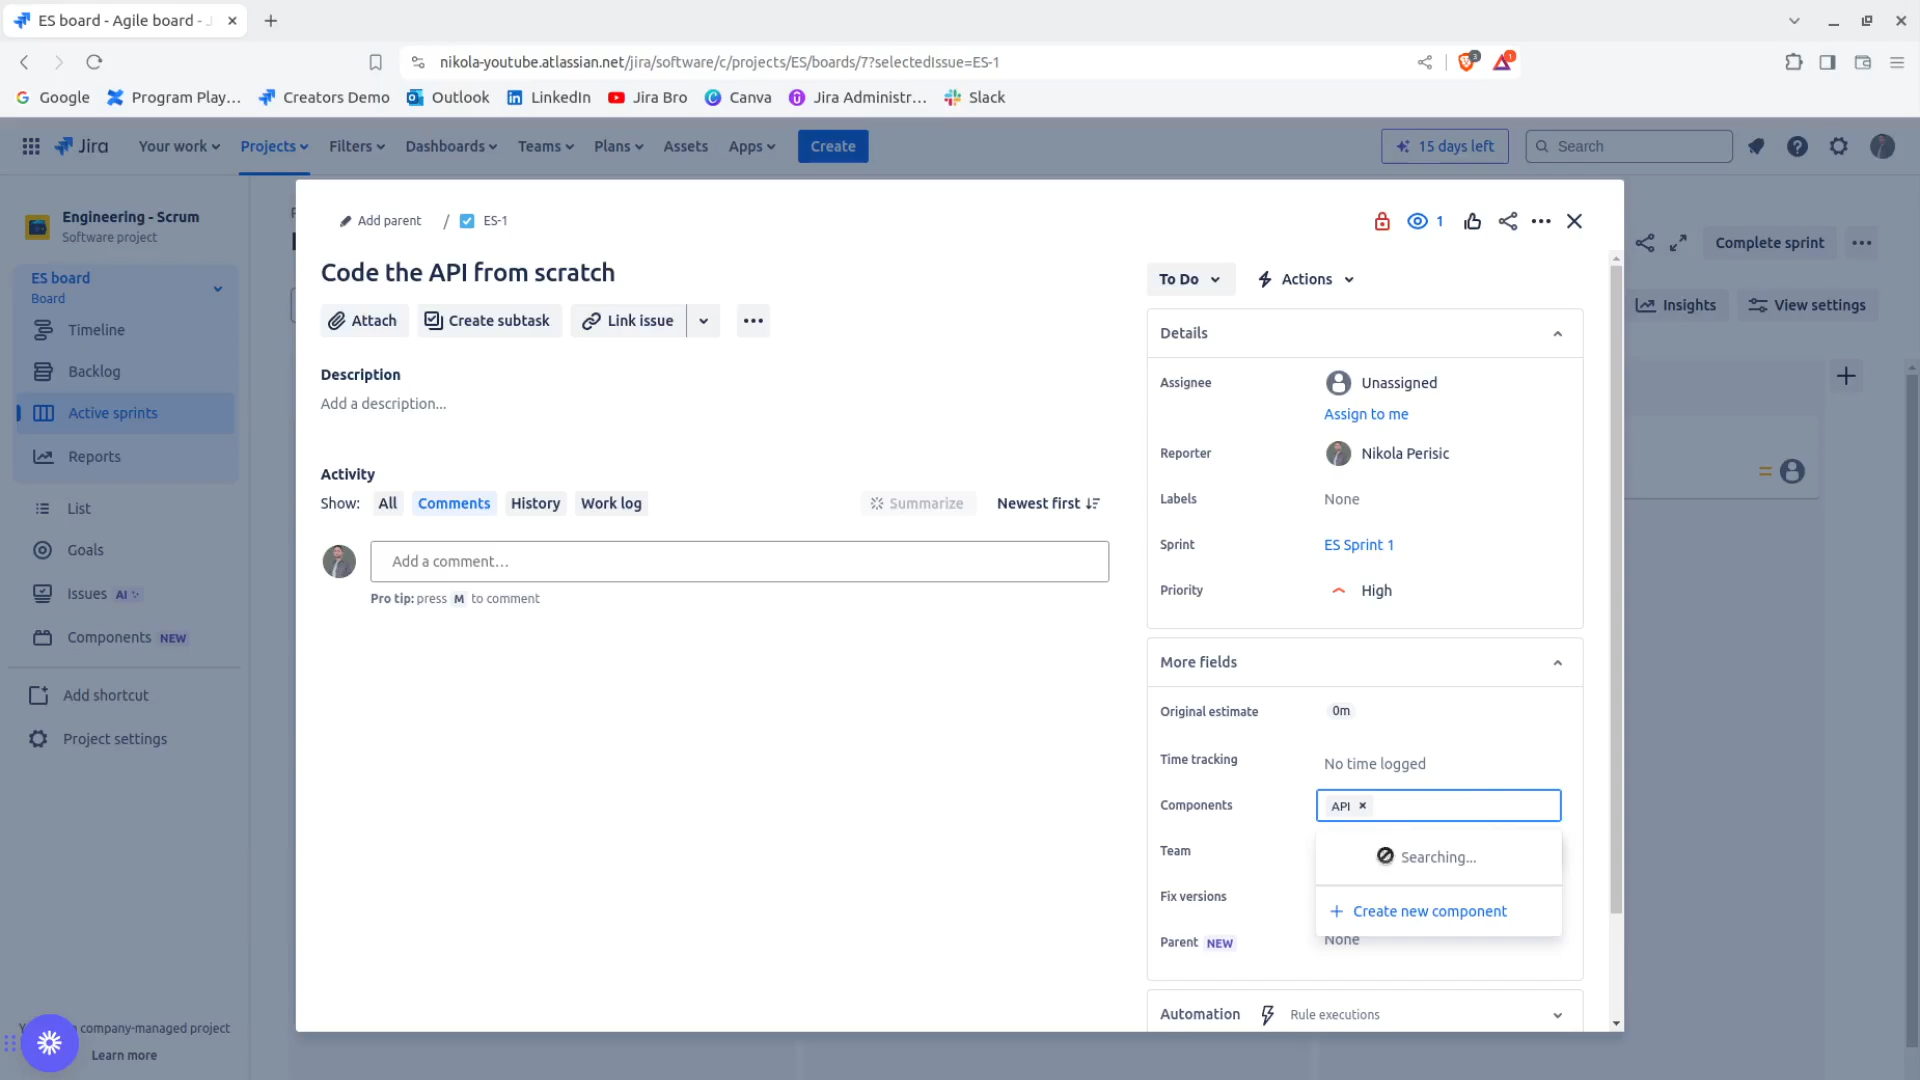 ES board - Agile board - J
nikola-youtube.atlassian.net/jira/software/c/projects/ES/boards/7?selectedIssue=ES-1
3
1
Google
Program Play...
Creators Demo
Outlook
LinkedIn
Jira Bro
Canva
Jira Administr...
Slack
Jira
Your work
Projects
Filters
Dashboards
Teams
Plans
Assets
Apps
Create
15 days left
Search
Engineering - Scrum
Software project
ES board
Board
Timeline
Backlog
Active sprints
Reports
List
Goals
Issues AI
Components NEW
Add shortcut
Project settings
company-managed project
Learn more
Complete sprint
Insights
View settings
Add parent / ES-1
1
Code the API from scratch
Attach
Create subtask
Link issue
Description
Add a description...
Activity
Show: All Comments History Work log
Summarize
Newest first
Add a comment…
Pro tip: press M to comment
To Do
Actions
Details
Assignee Unassigned
Assign to me
Reporter Nikola Perisic
Labels None
Sprint ES Sprint 1
Priority High
More fields
Original estimate 0m
Time tracking No time logged
Components API ×
Searching...
Team
Fix versions
Create new component
Parent NEW None
Automation Rule executions